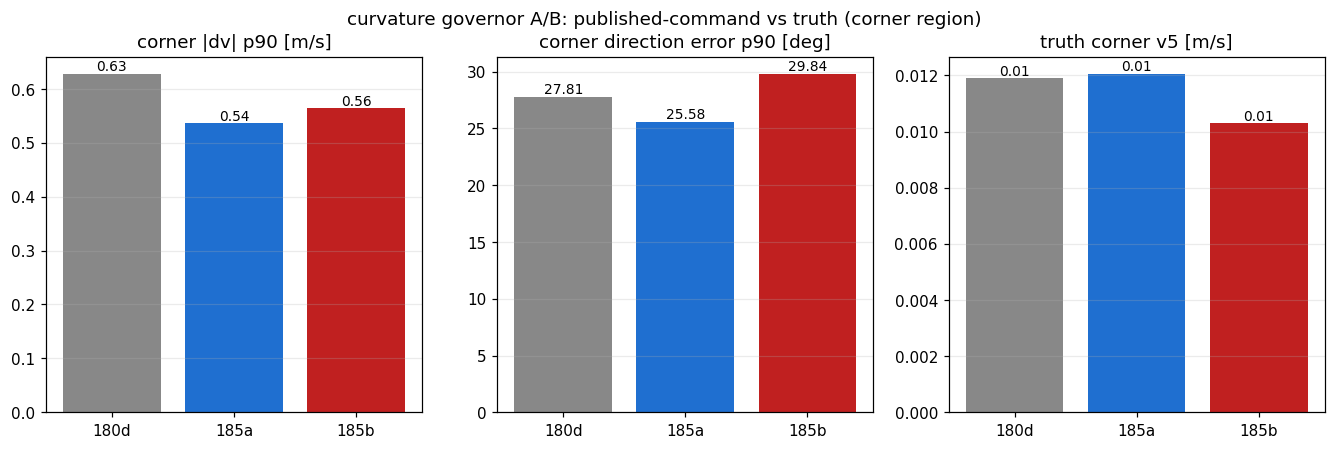 curvature governor A/B: published-command vs truth (corner region)
corner |dv| p90 [m/s]
0.63
0.54
0.56
0.6
0.5
0.4
0.3
0.2
0.1
0.0
180d
185a
185b
corner direction error p90 [deg]
27.81
25.58
29.84
30
25
20
15
10
5
0
180d
185a
185b
truth corner v5 [m/s]
0.01
0.01
0.01
0.012
0.010
0.008
0.006
0.004
0.002
0.000
180d
185a
185b